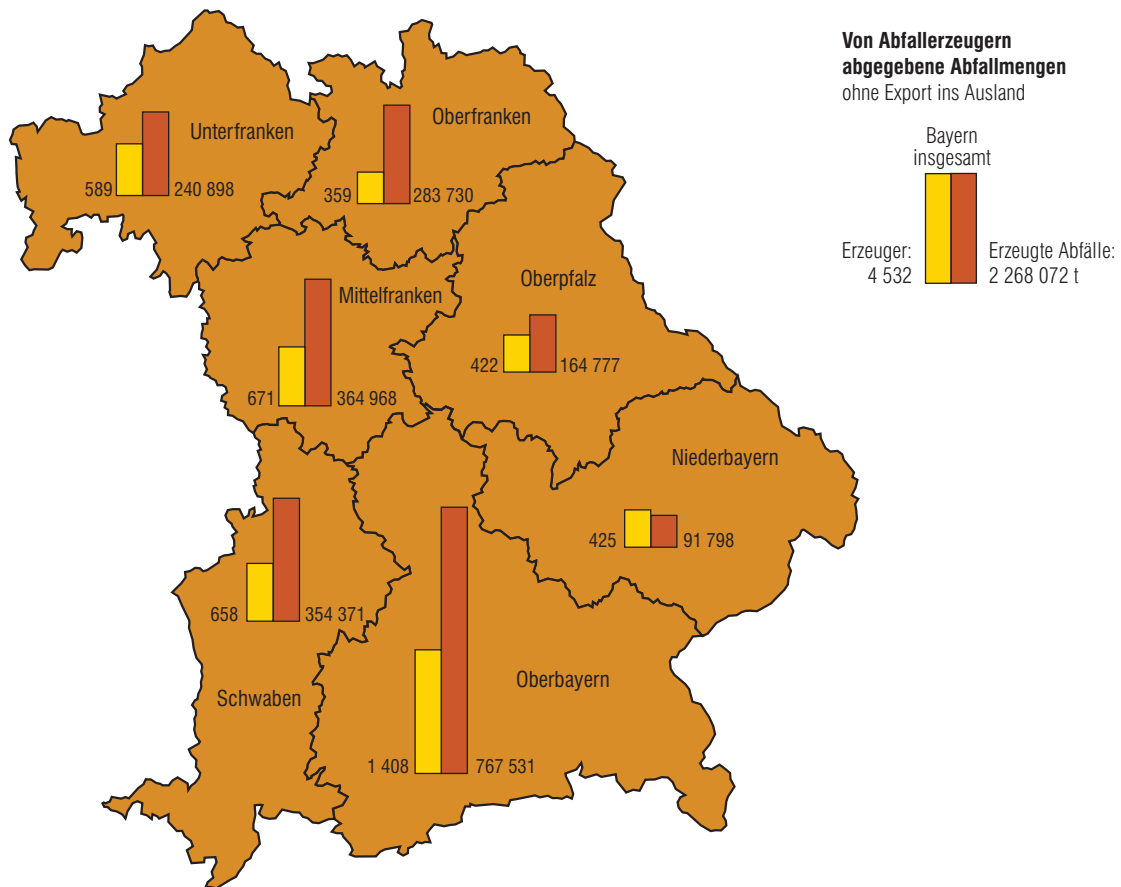 Von Abfallerzeugern
abgegebene Abfallmengen
ohne Export ins Ausland
Bayern
insgesamt
Erzeuger:
4 532
Erzeugte Abfälle:
2 268 072 t
Unterfranken
589
240 898
Oberfranken
359
283 730
Mittelfranken
671
364 968
Oberpfalz
422
164 777
Niederbayern
425
91 798
658
354 371
Schwaben
Oberbayern
1 408
767 531